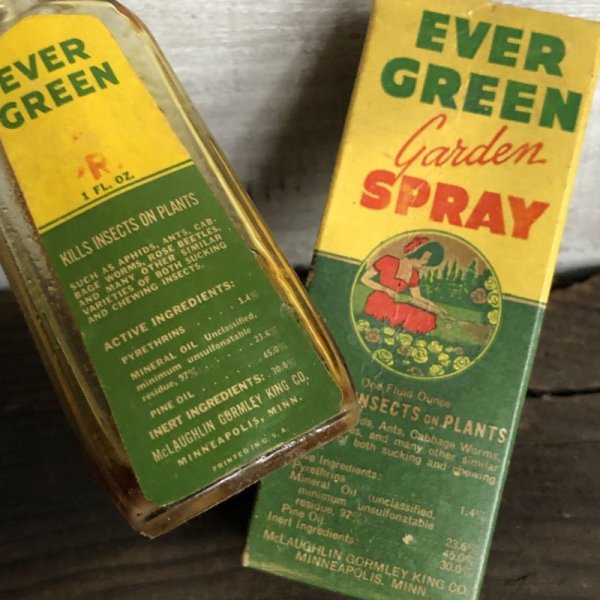 EVER
GREEN
1 FL. OZ.
KILLS INSECTS ON PLANTS
SUCH AS APHIDS, ANTS, CAB-
BAGE WORMS, ROSE BEETLES,
AND MANY OTHER SIMILAR
VARIETIES OF BOTH SUCKING
AND CHEWING INSECTS.
ACTIVE INGREDIENTS:
PYRETHRINS . . . . 1.4%
MINERAL OIL Unclassified,
minimum unsulfonatable
residue, 97% . . . 23.6%
PINE OIL . . . . 45.0%
INERT INGREDIENTS: 30.0%
McLAUGHLIN GORMLEY KING CO.
MINNEAPOLIS, MINN.
PRINTED IN U.S.A.
EVER
GREEN
Garden
SPRAY
One Fluid Ounce
INSECTS ON PLANTS
Ants, Cabbage Worms,
and many other similar
of both sucking and chewing
Ingredients:
Pyrethrins 1.4%
Mineral Oil (unclassified,
minimum unsulfonatable
residue, 97% 23.6%
Pine Oil 45.0%
Inert Ingredients: 30.0%
McLAUGHLIN GORMLEY KING CO.
MINNEAPOLIS, MINN.